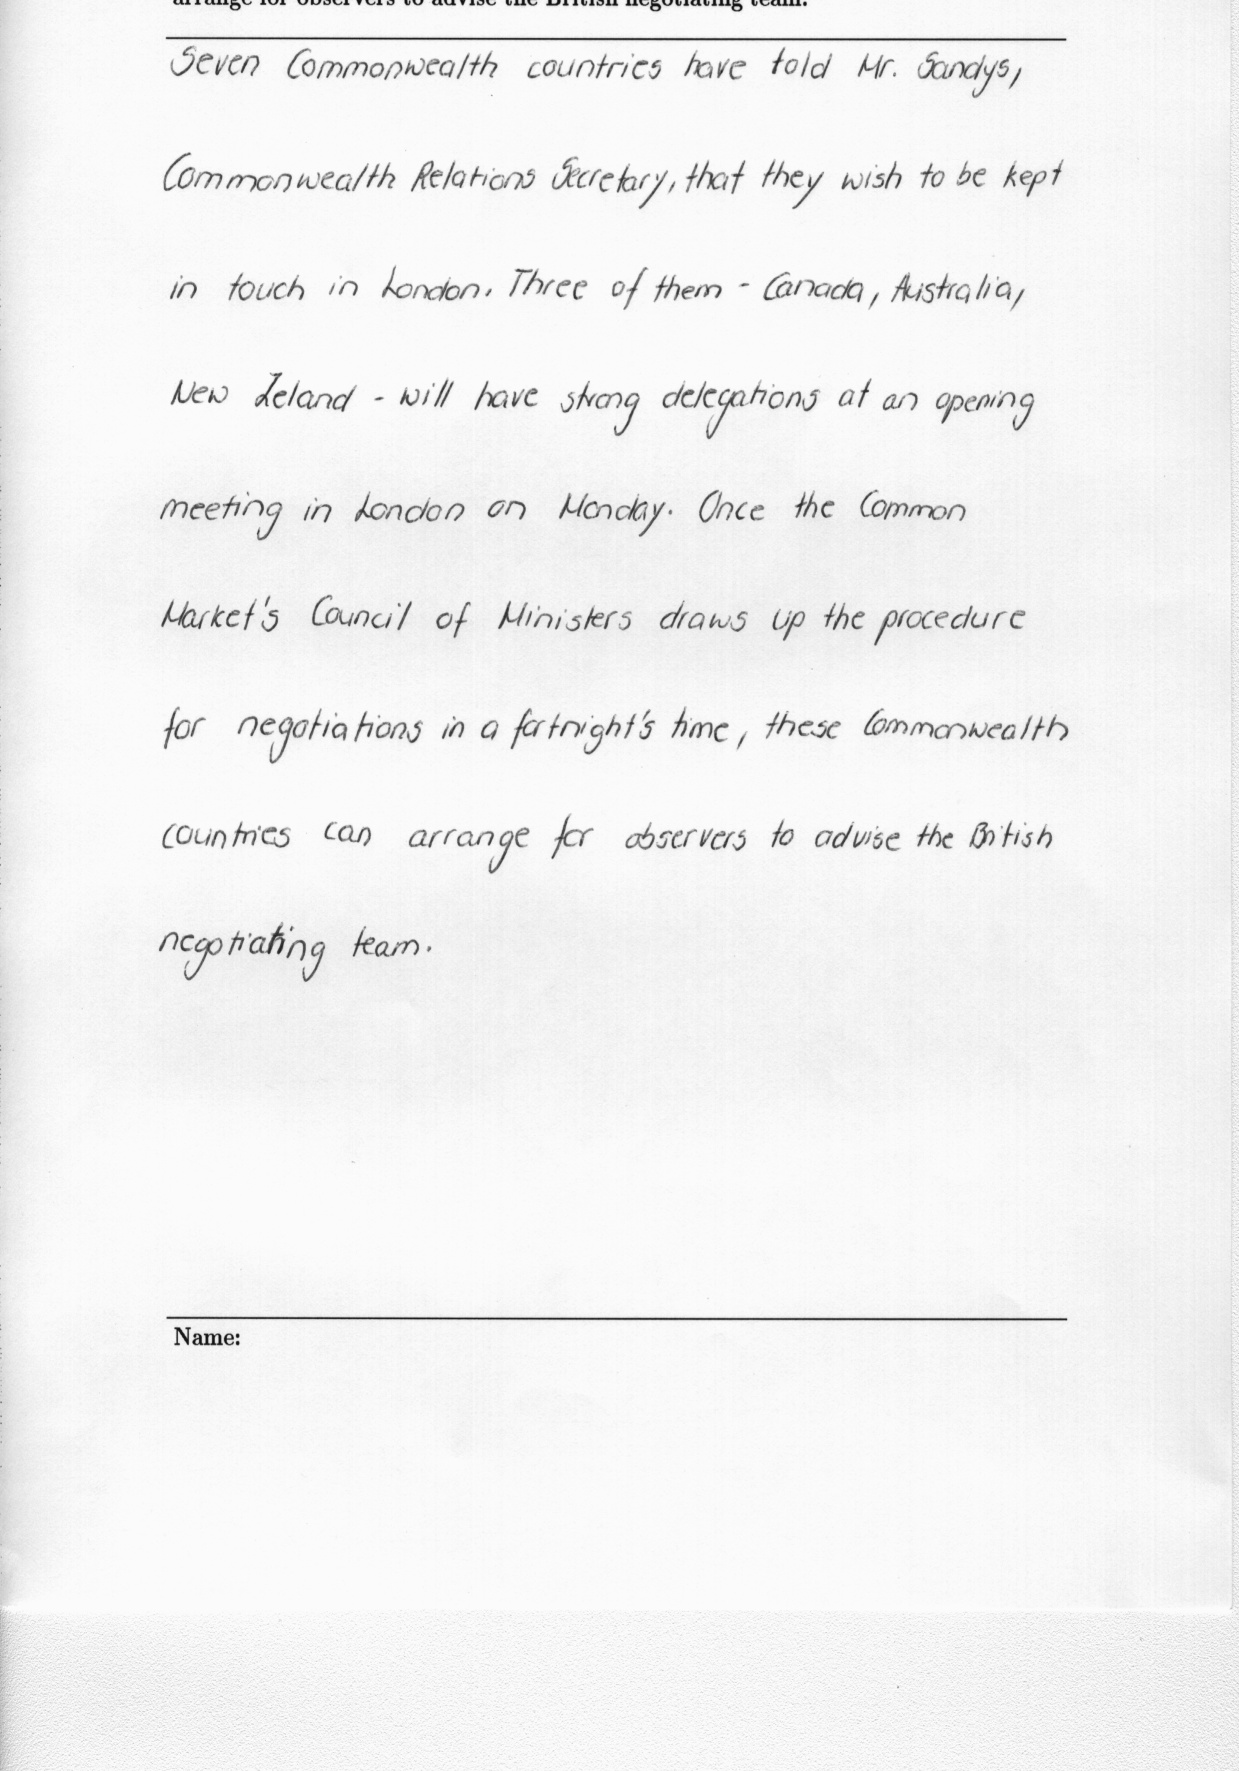 arrange for observers to advise the British negotiating team.
Seven Commonwealth countries have told Mr. Sandys,
Commonwealth Relations Secretary, that they wish to be kept
in touch in London. Three of them - Canada, Australia,
New Zeland - will have strong delegations at an opening
meeting in London on Monday. Once the Common
Market's Council of Ministers draws up the procedure
for negotiations in a fortnight's time, these Commonwealth
countries can arrange for observers to advise the British
negotiating team.
Name: